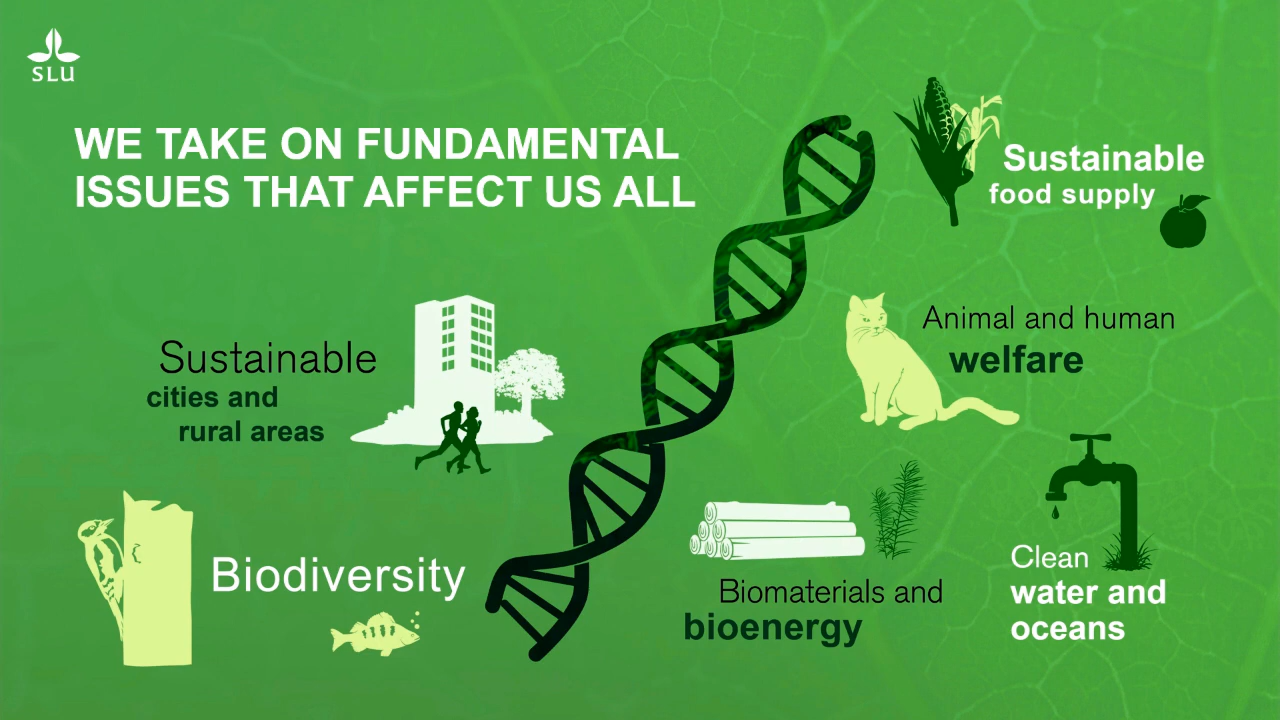 SLU
WE TAKE ON FUNDAMENTAL
ISSUES THAT AFFECT US ALL
Sustainable
food supply
Animal and human
welfare
Sustainable
cities and
rural areas
Biodiversity
Biomaterials and
bioenergy
Clean
water and
oceans